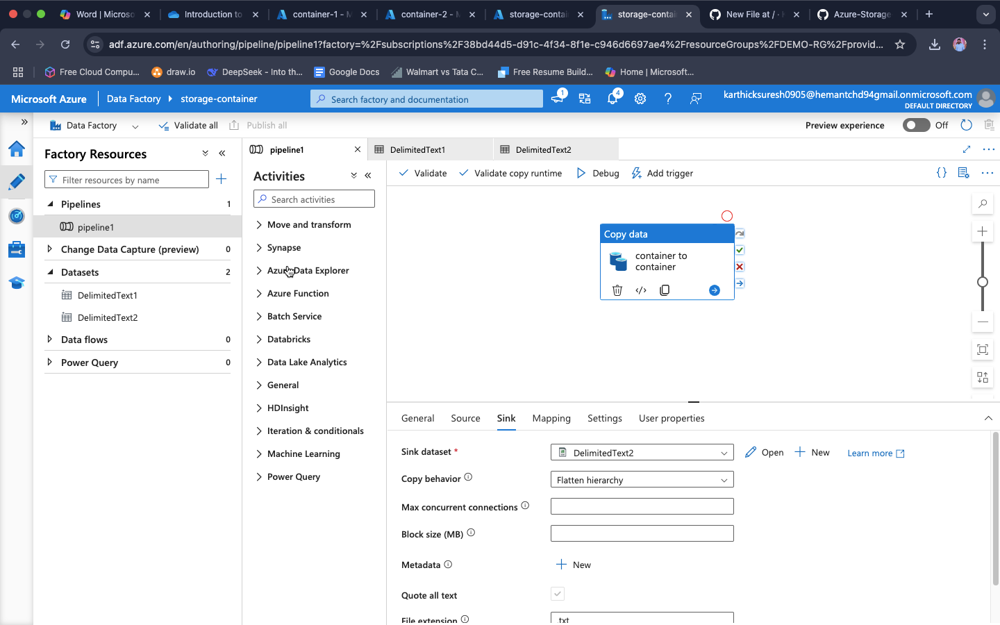 Word | Microso
Introduction to
container-1 - M
container-2 - M
storage-contai
storage-contai
New File at / ·
Azure-Storage
adf.azure.com/en/authoring/pipeline/pipeline1?factory=%2Fsubscriptions%2F38bd44d5-d91c-4f34-8f1e-c946d6697ae4%2FresourceGroups%2FDEMO-RG%2Fprovid...
Free Cloud Compu...
draw.io
DeepSeek - Into th...
Google Docs
Walmart vs Tata C...
Free Resume Build...
Home | Microsoft...
Microsoft Azure
Data Factory
storage-container
Search factory and documentation
1
4
karthicksuresh0905@hemantchd94gmail.onmicrosoft.com
DEFAULT DIRECTORY
Data Factory
Validate all
Publish all
Preview experience
Off
Factory Resources
Filter resources by name
Pipelines 1
pipeline1
Change Data Capture (preview) 0
Datasets 2
DelimitedText1
DelimitedText2
Data flows 0
Power Query 0
pipeline1
DelimitedText1
DelimitedText2
Activities
Search activities
Move and transform
Synapse
Azure Data Explorer
Azure Function
Batch Service
Databricks
Data Lake Analytics
General
HDInsight
Iteration & conditionals
Machine Learning
Power Query
Validate
Validate copy runtime
Debug
Add trigger
Copy data
container to
container
General
Source
Sink
Mapping
Settings
User properties
Sink dataset *
DelimitedText2
Open
New
Learn more
Copy behavior
Flatten hierarchy
Max concurrent connections
Block size (MB)
Metadata
New
Quote all text
File extension
.txt